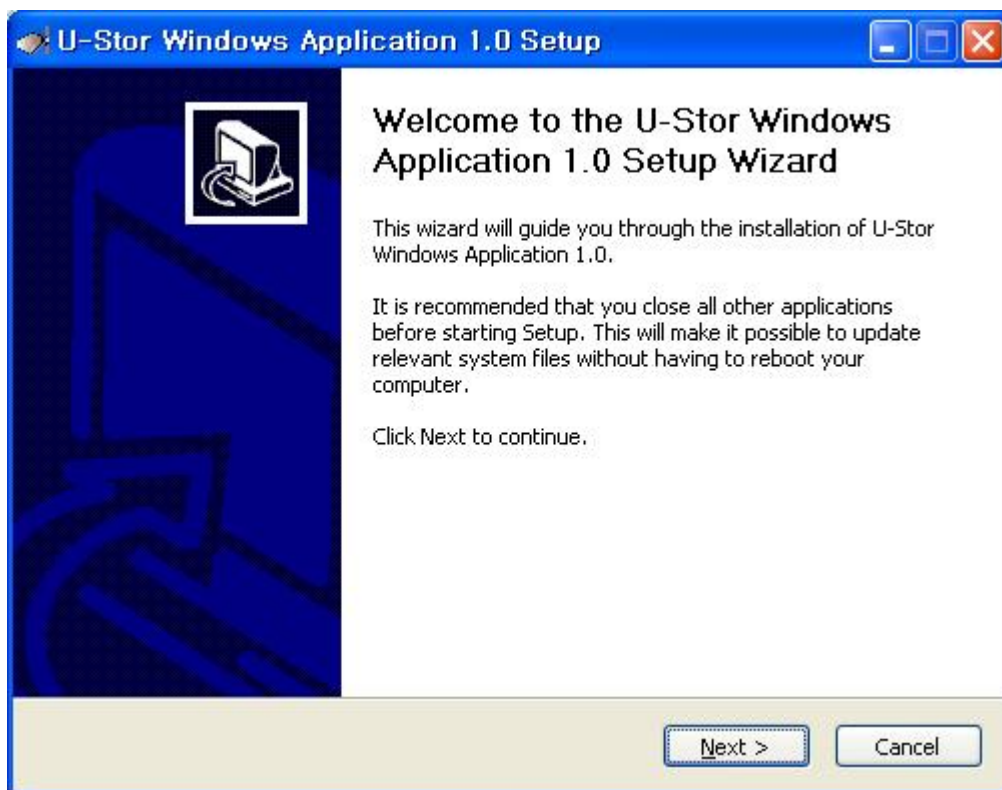 U-Stor Windows Application 1.0 Setup
Welcome to the U-Stor Windows
Application 1.0 Setup Wizard
This wizard will guide you through the installation of U-Stor
Windows Application 1.0.
It is recommended that you close all other applications
before starting Setup. This will make it possible to update
relevant system files without having to reboot your
computer.
Click Next to continue.
Next >
Cancel